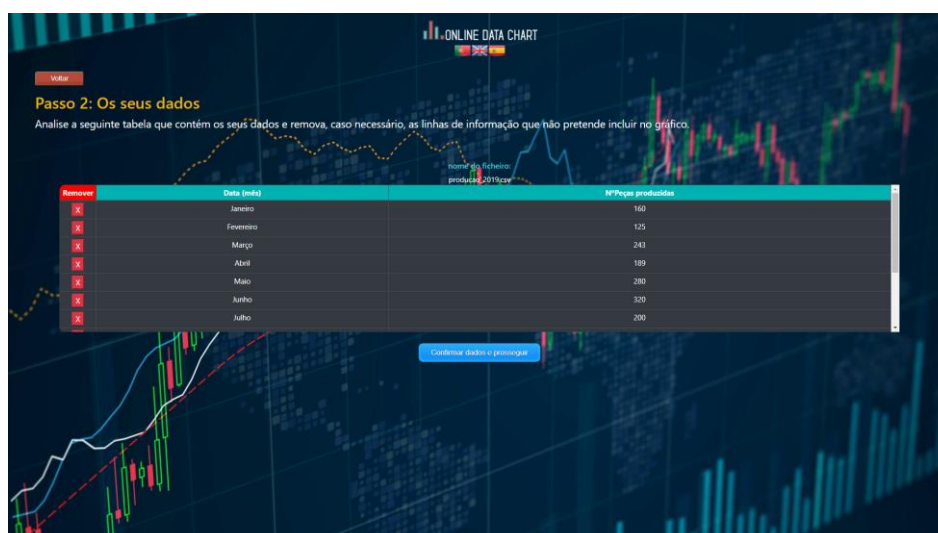 ONLINE DATA CHART
Voltar
Passo 2: Os seus dados
Analise a seguinte tabela que contém os seus dados e remova, caso necessário, as linhas de informação que não pretende incluir no gráfico.
nome do ficheiro:
producao_2019.csv
Remover Data (mês) NºPeças produzidas
X Janeiro 160
X Fevereiro 125
X Março 243
X Abril 189
X Maio 280
X Junho 320
X Julho 200
Confirmar dados e prosseguir